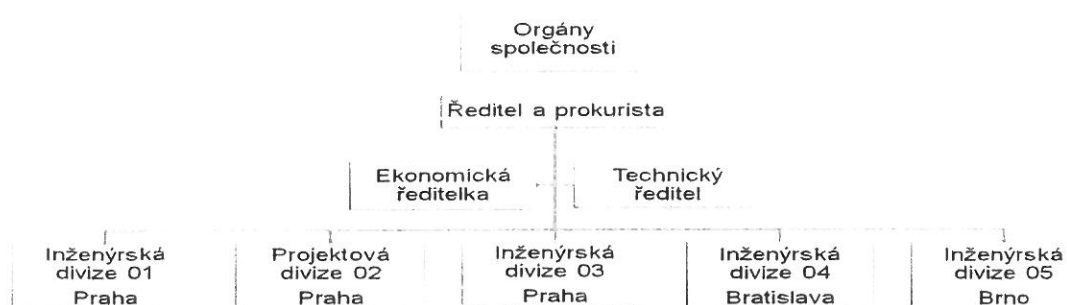 Orgány
společnosti
Ředitel a prokurista
Ekonomická
ředitelka
Technický
ředitel
Inženýrská
divize 01
Praha
Projektová
divize 02
Praha
Inženýrská
divize 03
Praha
Inženýrská
divize 04
Bratislava
Inženýrská
divize 05
Brno